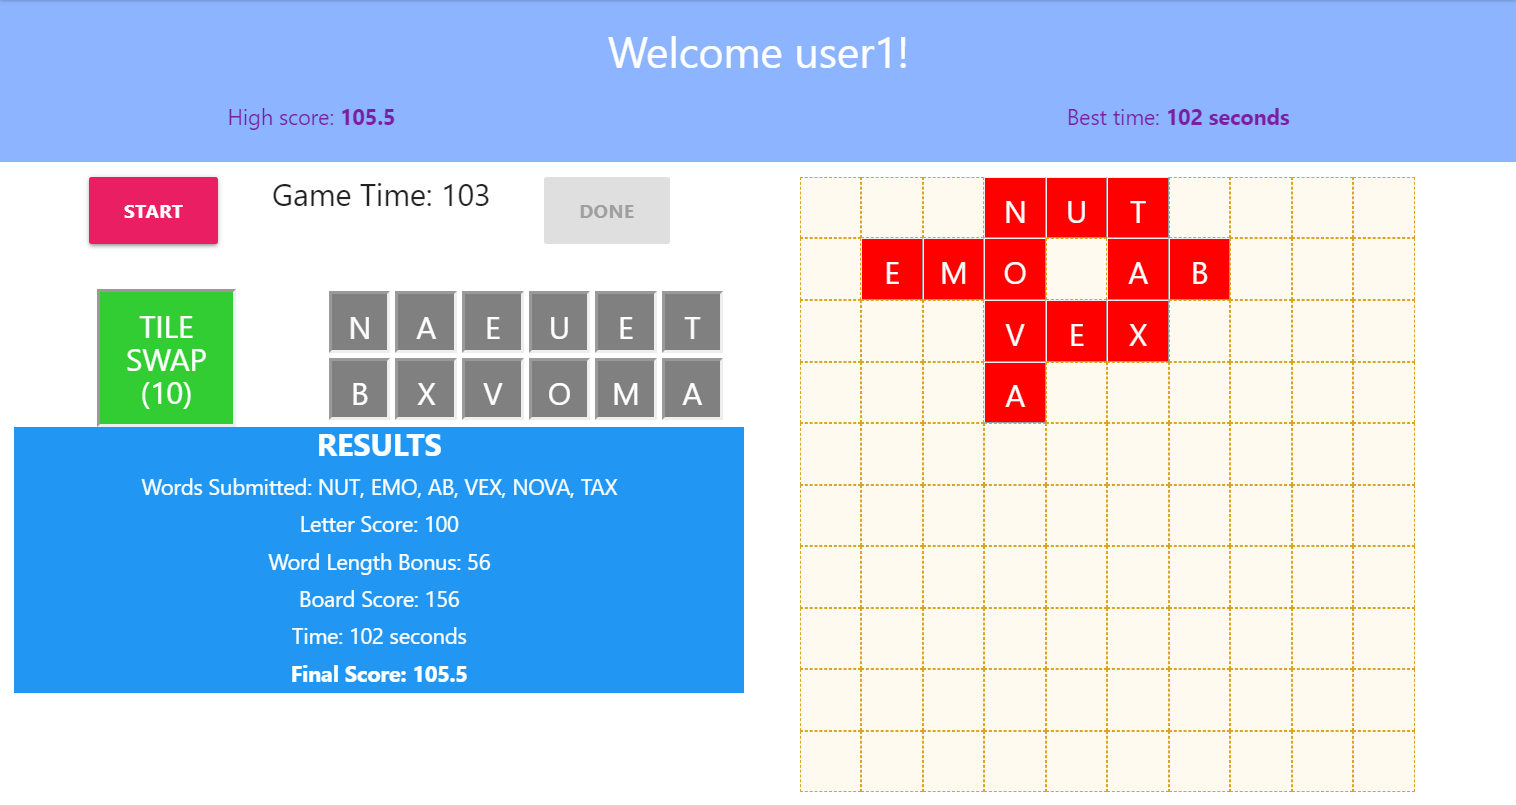 Welcome user1!
High score: 105.5
Best time: 102 seconds
START
Game Time: 103
DONE
TILE
SWAP
(10)
N A E U E T
B X V O M A
RESULTS
Words Submitted: NUT, EMO, AB, VEX, NOVA, TAX
Letter Score: 100
Word Length Bonus: 56
Board Score: 156
Time: 102 seconds
Final Score: 105.5
N U T
E M O A B
V E X
A